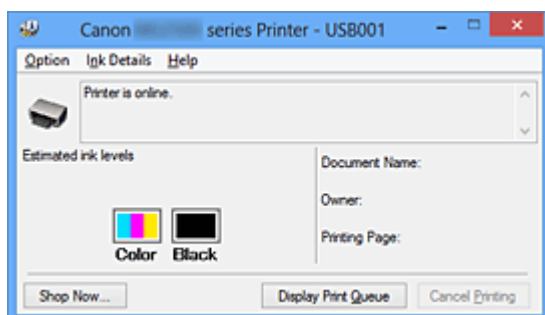 Canon series Printer - USB001
Option Ink Details Help
Printer is online.
Estimated ink levels
Document Name:
Owner:
Printing Page:
Color Black
Shop Now... Display Print Queue Cancel Printing